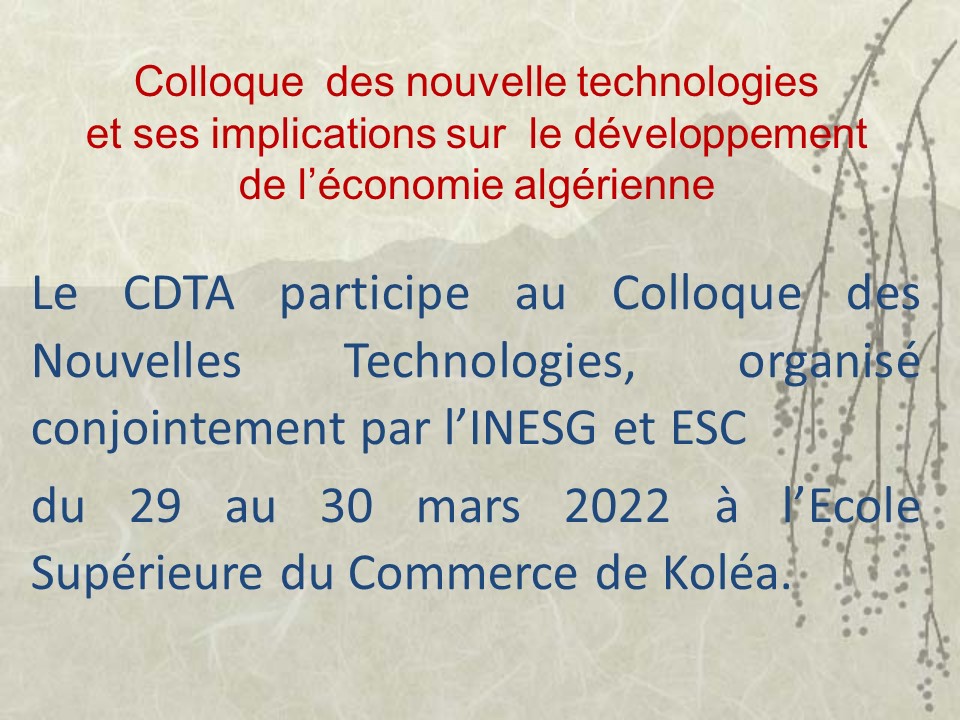 Colloque des nouvelle technologies
et ses implications sur le développement
de l’économie algérienne
Le CDTA participe au Colloque des
Nouvelles Technologies, organisé
conjointement par l’INESG et ESC
du 29 au 30 mars 2022 à l’Ecole
Supérieure du Commerce de Koléa.